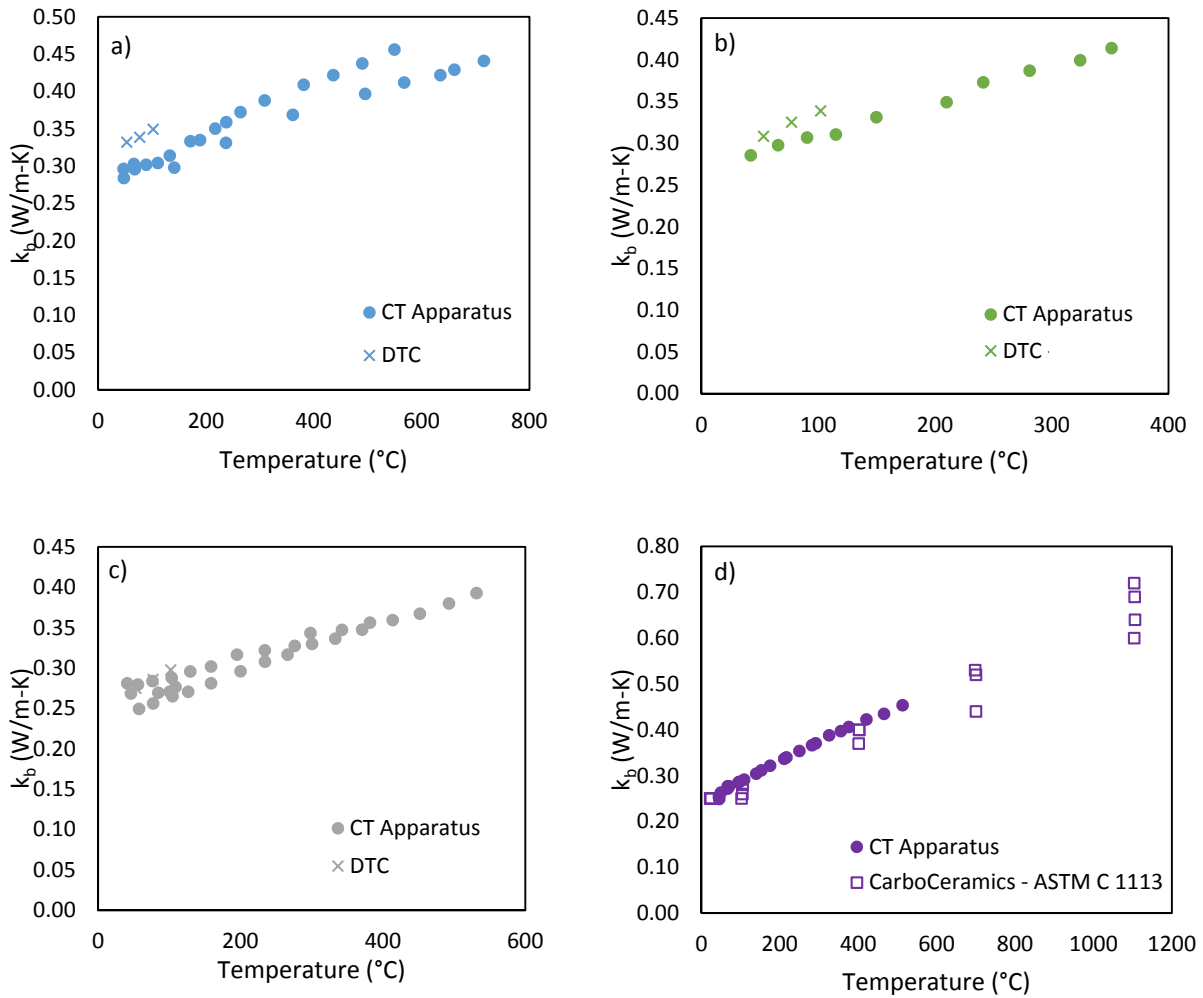 a)
0.50
0.45
0.40
0.35
0.30
0.25
0.20
0.15
0.10
0.05
0.00
k_b (W/m-K)
CT Apparatus
DTC
0 200 400 600 800
Temperature (°C)
b)
0.45
0.40
0.35
0.30
0.25
0.20
0.15
0.10
0.05
0.00
k_b (W/m-K)
CT Apparatus
DTC
0 100 200 300 400
Temperature (°C)
c)
0.45
0.40
0.35
0.30
0.25
0.20
0.15
0.10
0.05
0.00
k_b (W/m-K)
CT Apparatus
DTC
0 200 400 600
Temperature (°C)
d)
0.80
0.70
0.60
0.50
0.40
0.30
0.20
0.10
0.00
k_b (W/m-K)
CT Apparatus
CarboCeramics - ASTM C 1113
0 200 400 600 800 1000 1200
Temperature (°C)